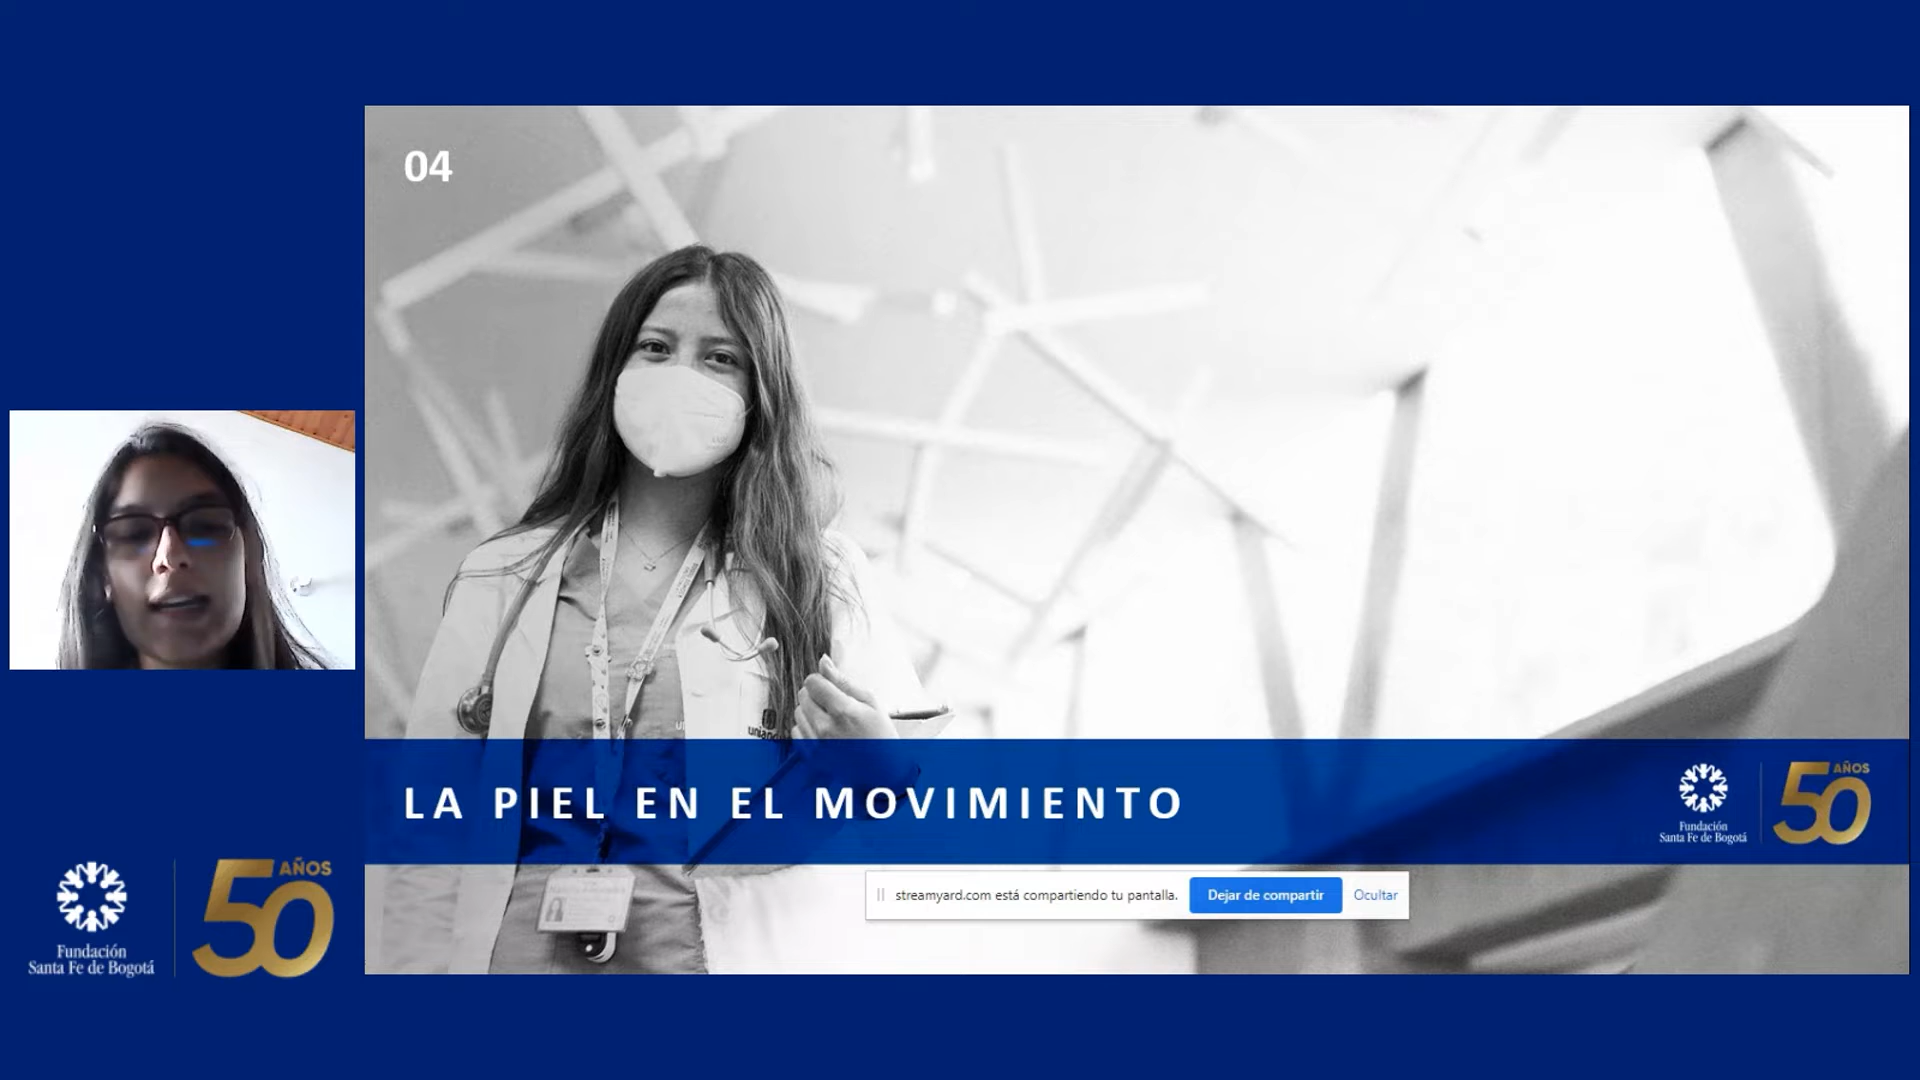 04
LA PIEL EN EL MOVIMIENTO
Fundación
Santa Fe de Bogotá
50 AÑOS
streamyard.com está compartiendo tu pantalla.
Dejar de compartir
Ocultar
Fundación
Santa Fe de Bogotá
50 AÑOS